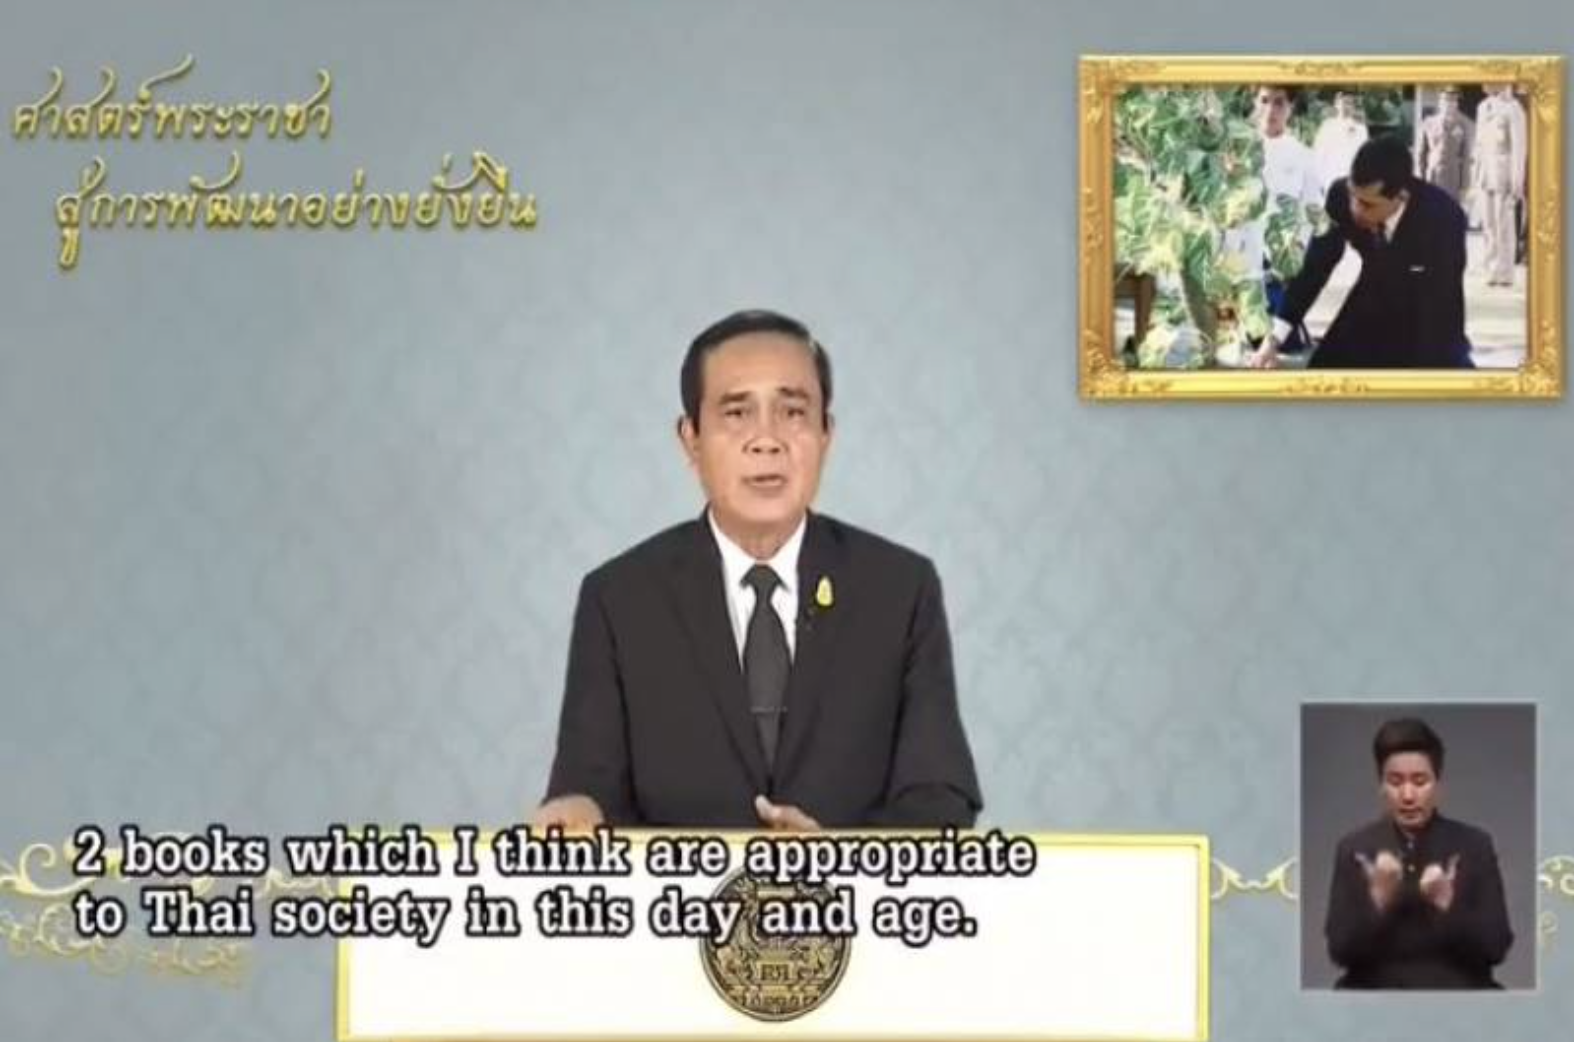 ศาสตร์พระราชา
สู่การพัฒนาอย่างยั่งยืน
2 books which I think are appropriate
to Thai society in this day and age.